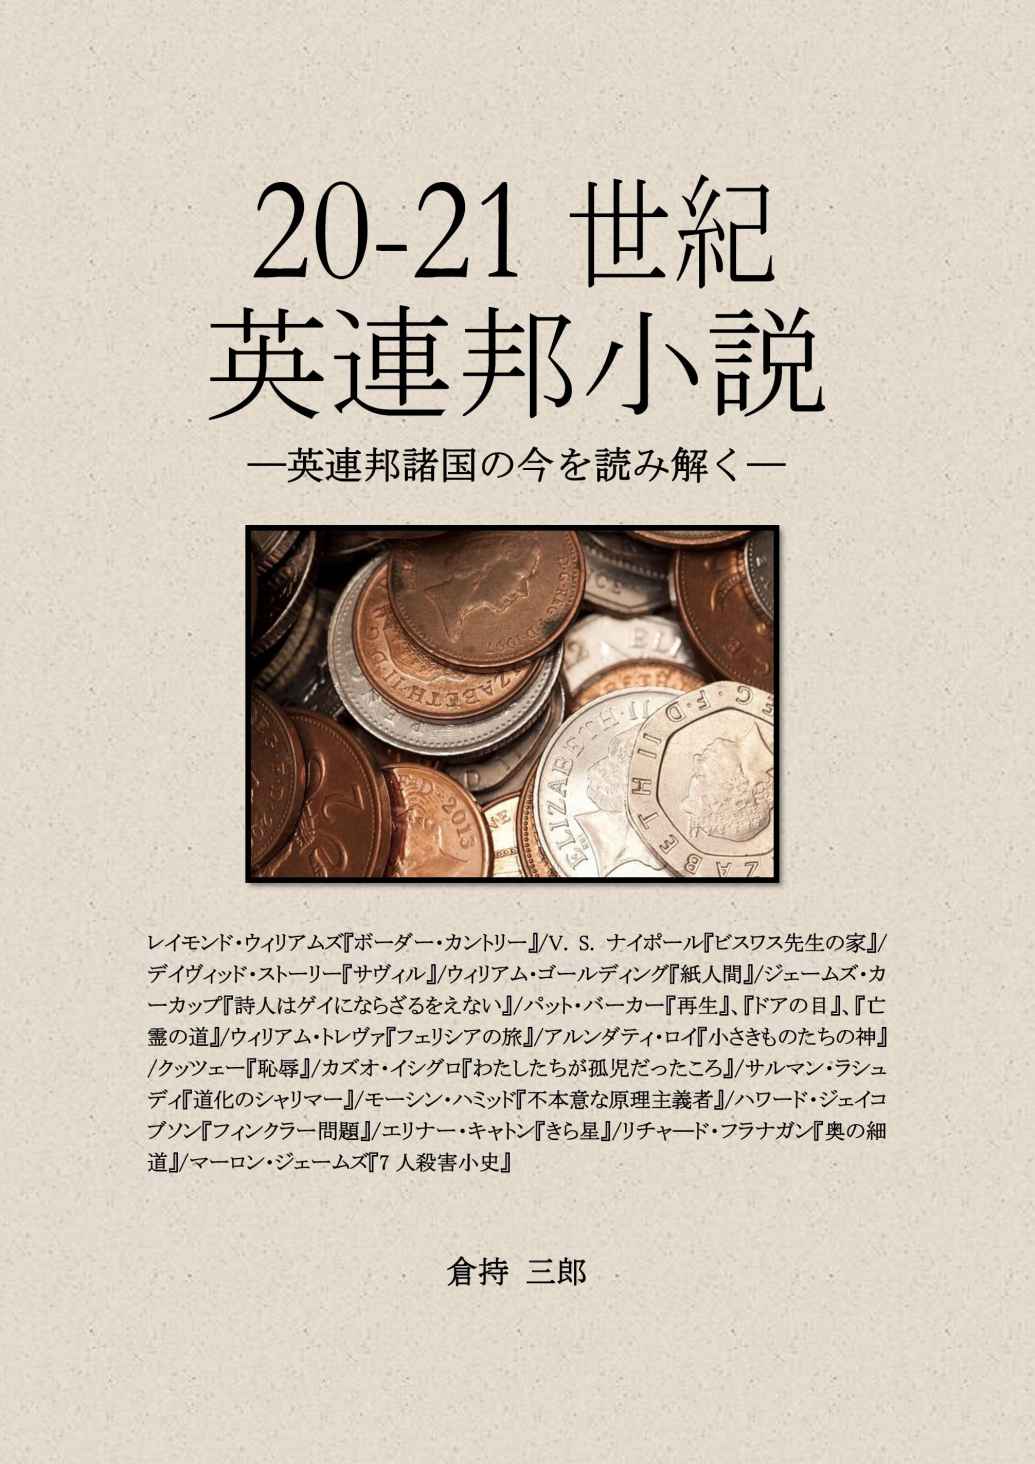 20-21 世紀
英連邦小説
―英連邦諸国の今を読み解く―
ELIZABETH·II
2013
レイモンド・ウィリアムズ『ボーダー・カントリー』/V. S. ナイポール『ビスワス先生の家』/
デイヴィッド・ストーリー『サヴィル』/ウィリアム・ゴールディング『紙人間』/ジェームズ・カ
ーカップ『詩人はゲイにならざるをえない』/パット・バーカー『再生』、『ドアの目』、『亡
霊の道』/ウィリアム・トレヴァ『フェリシアの旅』/アルンダティ・ロイ『小さきものたちの神』
/クッツェー『恥辱』/カズオ・イシグロ『わたしたちが孤児だったころ』/サルマン・ラシュ
ディ『道化のシャリマー』/モーシン・ハミッド『不本意な原理主義者』/ハワード・ジェイコ
ブソン『フィンクラー問題』/エリナー・キャトン『きら星』/リチャード・フラナガン『奥の細
道』/マーロン・ジェームズ『7 人殺害小史』
倉持 三郎